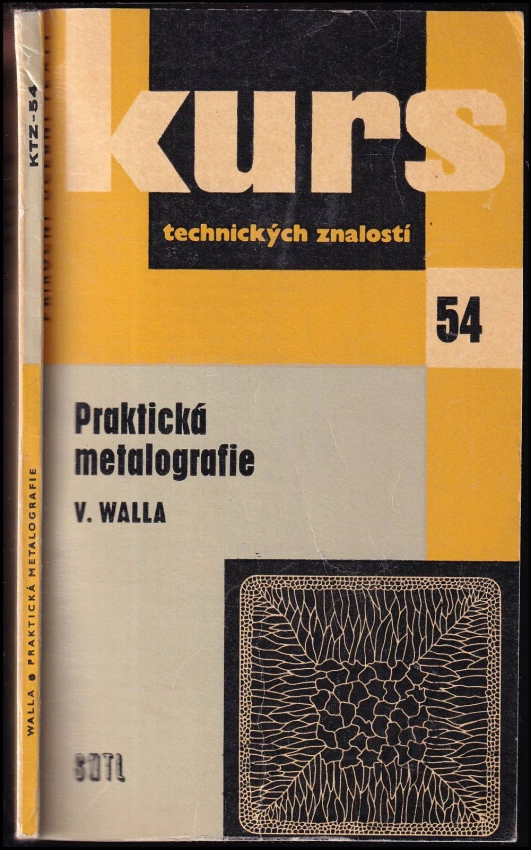 kurs
technických znalostí
54
Praktická
metalografie
V. WALLA
SNTL
KTZ-54
WALLA ● PRAKTICKÁ METALOGRAFIE